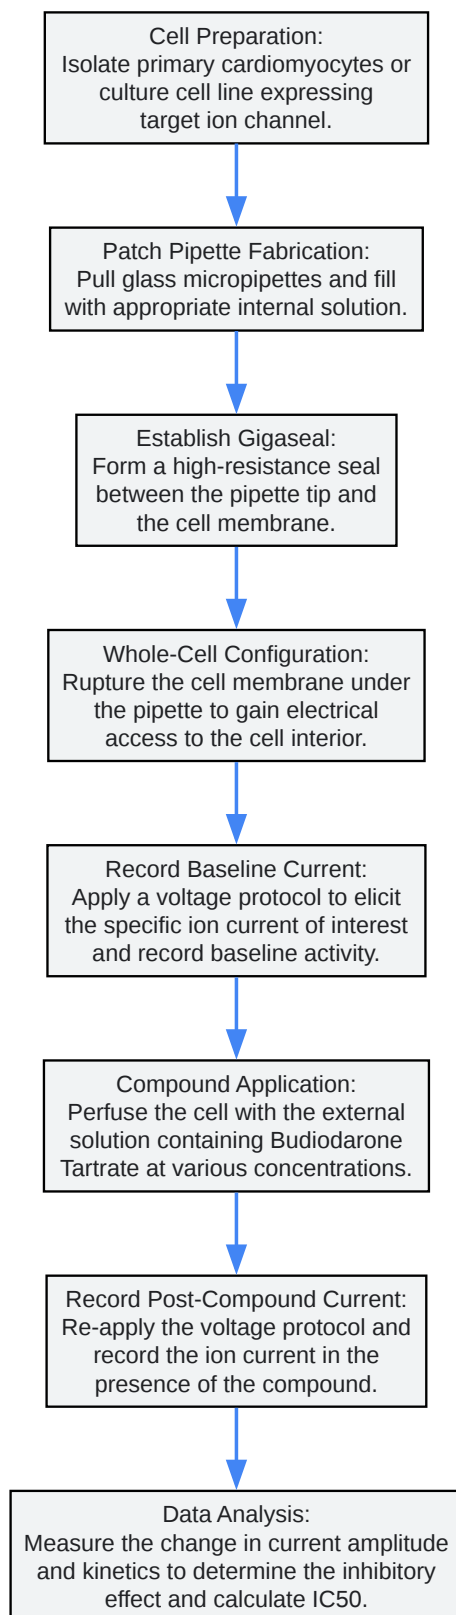 Cell Preparation:
Isolate primary cardiomyocytes or
culture cell line expressing
target ion channel.
Patch Pipette Fabrication:
Pull glass micropipettes and fill
with appropriate internal solution.
Establish Gigaseal:
Form a high-resistance seal
between the pipette tip and
the cell membrane.
Whole-Cell Configuration:
Rupture the cell membrane under
the pipette to gain electrical
access to the cell interior.
Record Baseline Current:
Apply a voltage protocol to elicit
the specific ion current of interest
and record baseline activity.
Compound Application:
Perfuse the cell with the external
solution containing Budiodarone
Tartrate at various concentrations.
Record Post-Compound Current:
Re-apply the voltage protocol and
record the ion current in the
presence of the compound.
Data Analysis:
Measure the change in current amplitude
and kinetics to determine the inhibitory
effect and calculate IC50.